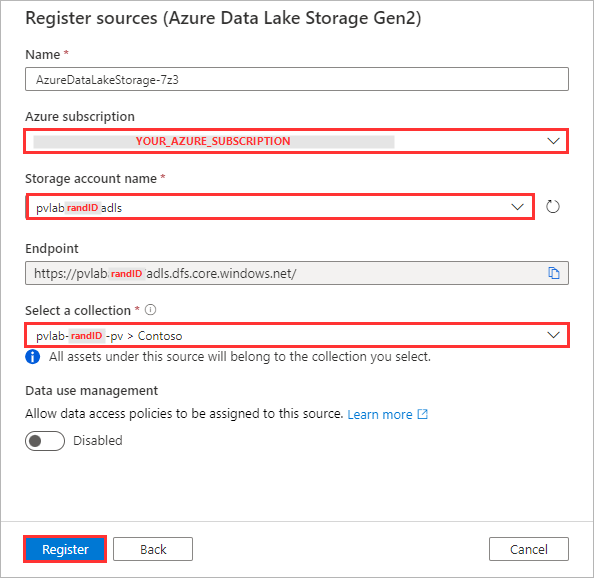 Register sources (Azure Data Lake Storage Gen2)
Name *
AzureDataLakeStorage-7z3
Azure subscription
YOUR_AZURE_SUBSCRIPTION
Storage account name *
pvlab randID adls
Endpoint
https://pvlab randID adls.dfs.core.windows.net/
Select a collection *
pvlab- randID -pv > Contoso
All assets under this source will belong to the collection you select.
Data use management
Allow data access policies to be assigned to this source. Learn more
Disabled
Register Back Cancel